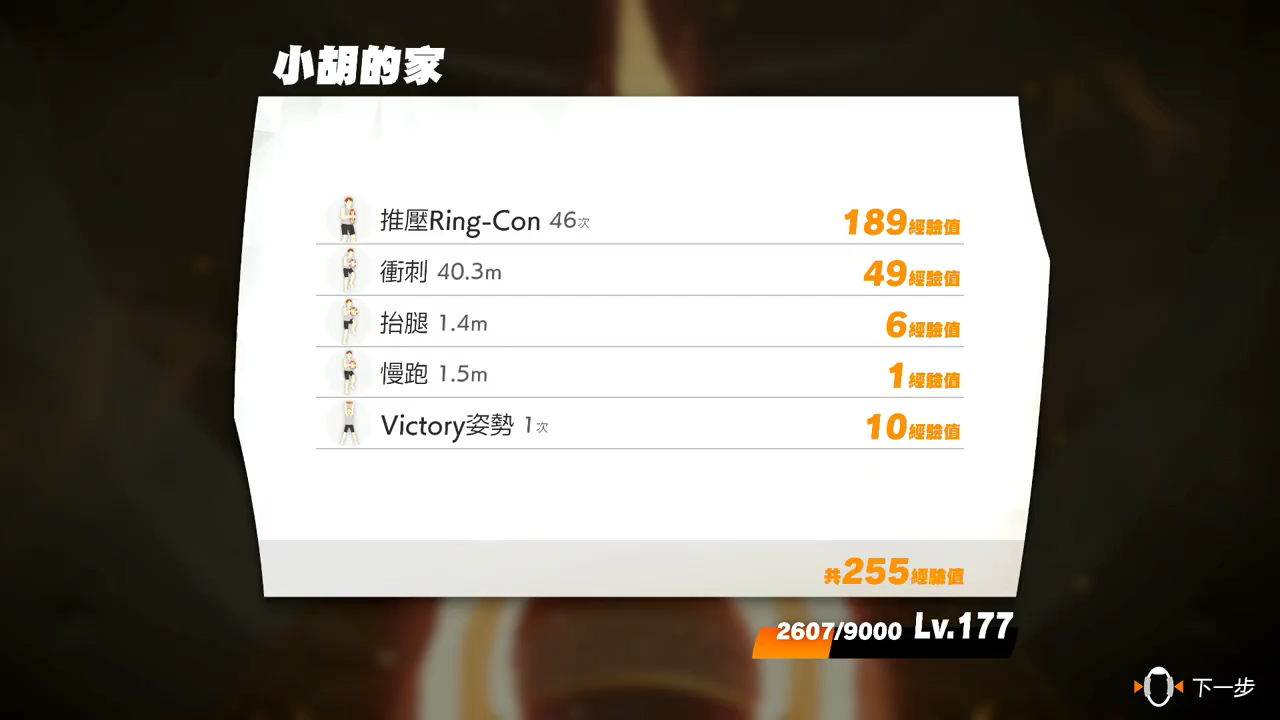 小胡的家
推壓Ring-Con 46次 189經驗值
衝刺 40.3m 49經驗值
抬腿 1.4m 6經驗值
慢跑 1.5m 1經驗值
Victory姿勢 1次 10經驗值
共255經驗值
2607/9000 Lv.177
下一步